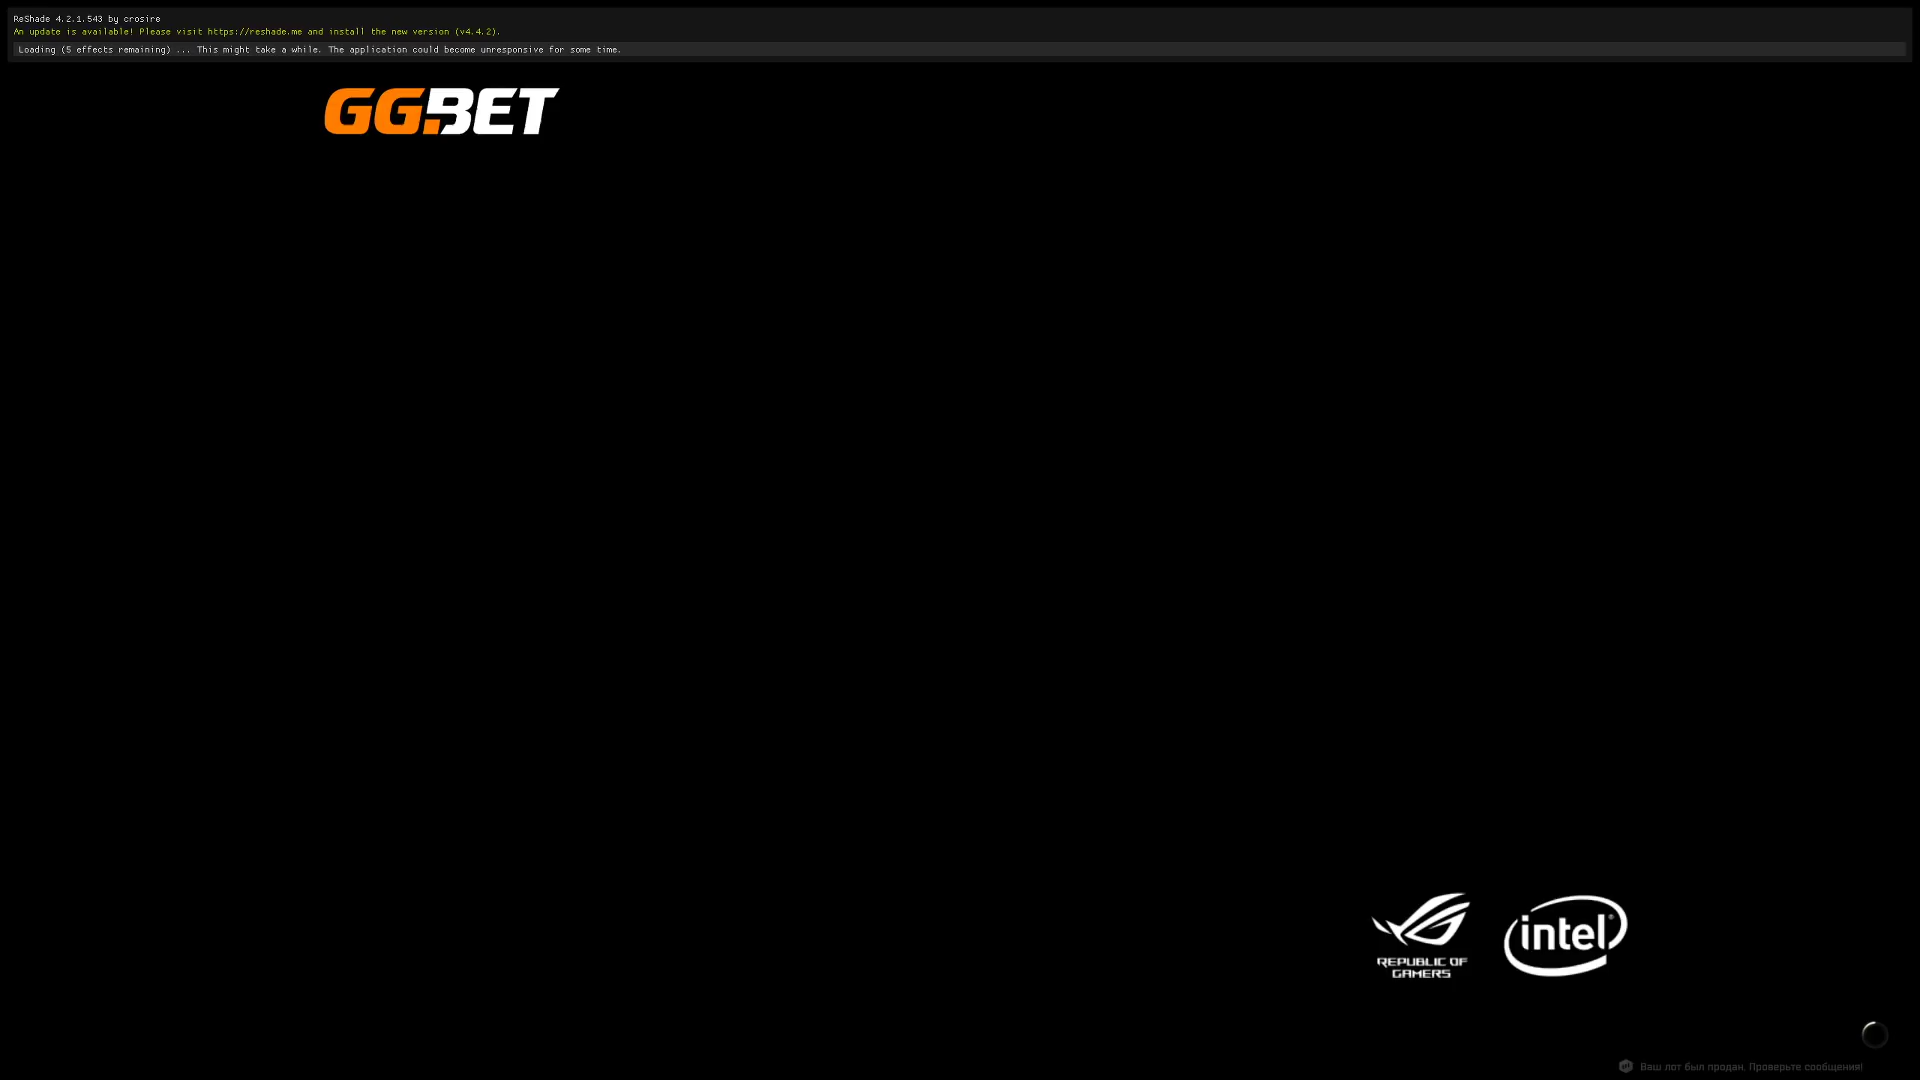 ReShade 4.2.1.543 by crosire
An update is available! Please visit https://reshade.me and install the new version (v4.4.2).
Loading (5 effects remaining) ... This might take a while. The application could become unresponsive for some time.
GG.BET
REPUBLIC OF
GAMERS
intel
Ваш лот был продан. Проверьте сообщения!